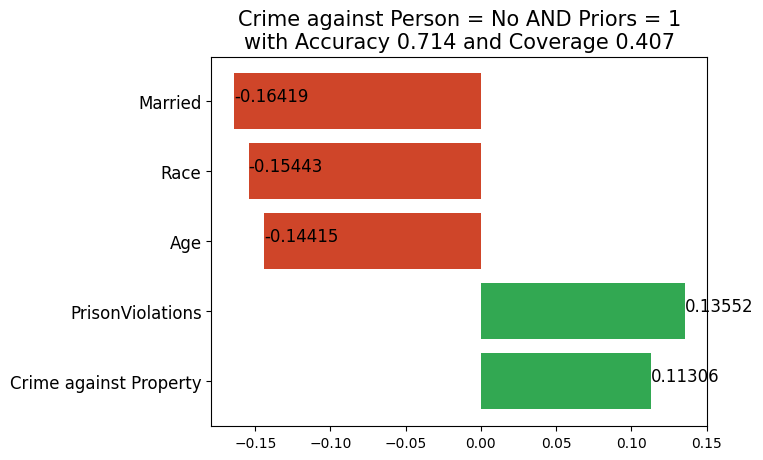 Crime against Person = No AND Priors = 1
with Accuracy 0.714 and Coverage 0.407
Married
-0.16419
Race
-0.15443
Age
-0.14415
PrisonViolations
0.13552
Crime against Property
0.11306
−0.15
−0.10
−0.05
0.00
0.05
0.10
0.15